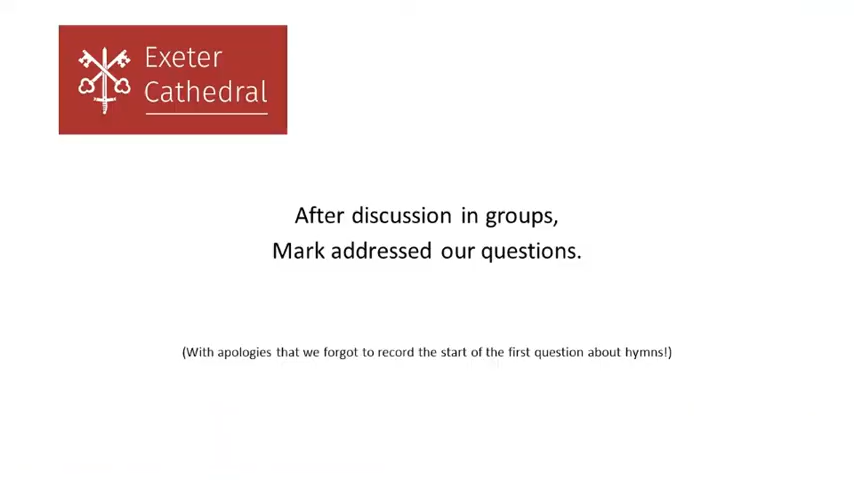 Exeter
Cathedral
After discussion in groups,
Mark addressed our questions.
(With apologies that we forgot to record the start of the first question about hymns!)